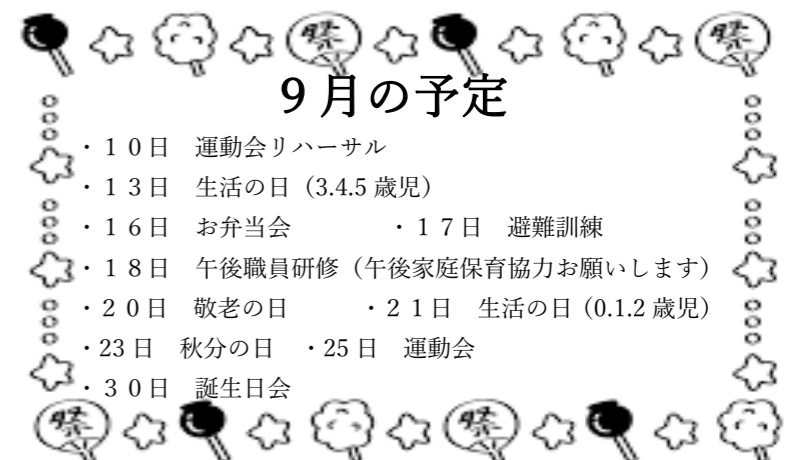 祭 祭
９月の予定
・１０日　運動会リハーサル
・１３日　生活の日（3.4.5 歳児）
・１６日　お弁当会　　　　・１７日　避難訓練
・１８日　午後職員研修（午後家庭保育協力お願いします）
・２０日　敬老の日　　　・２１日　生活の日（0.1.2 歳児）
・23 日　秋分の日　・25 日　運動会
・３０日　誕生日会
祭 祭